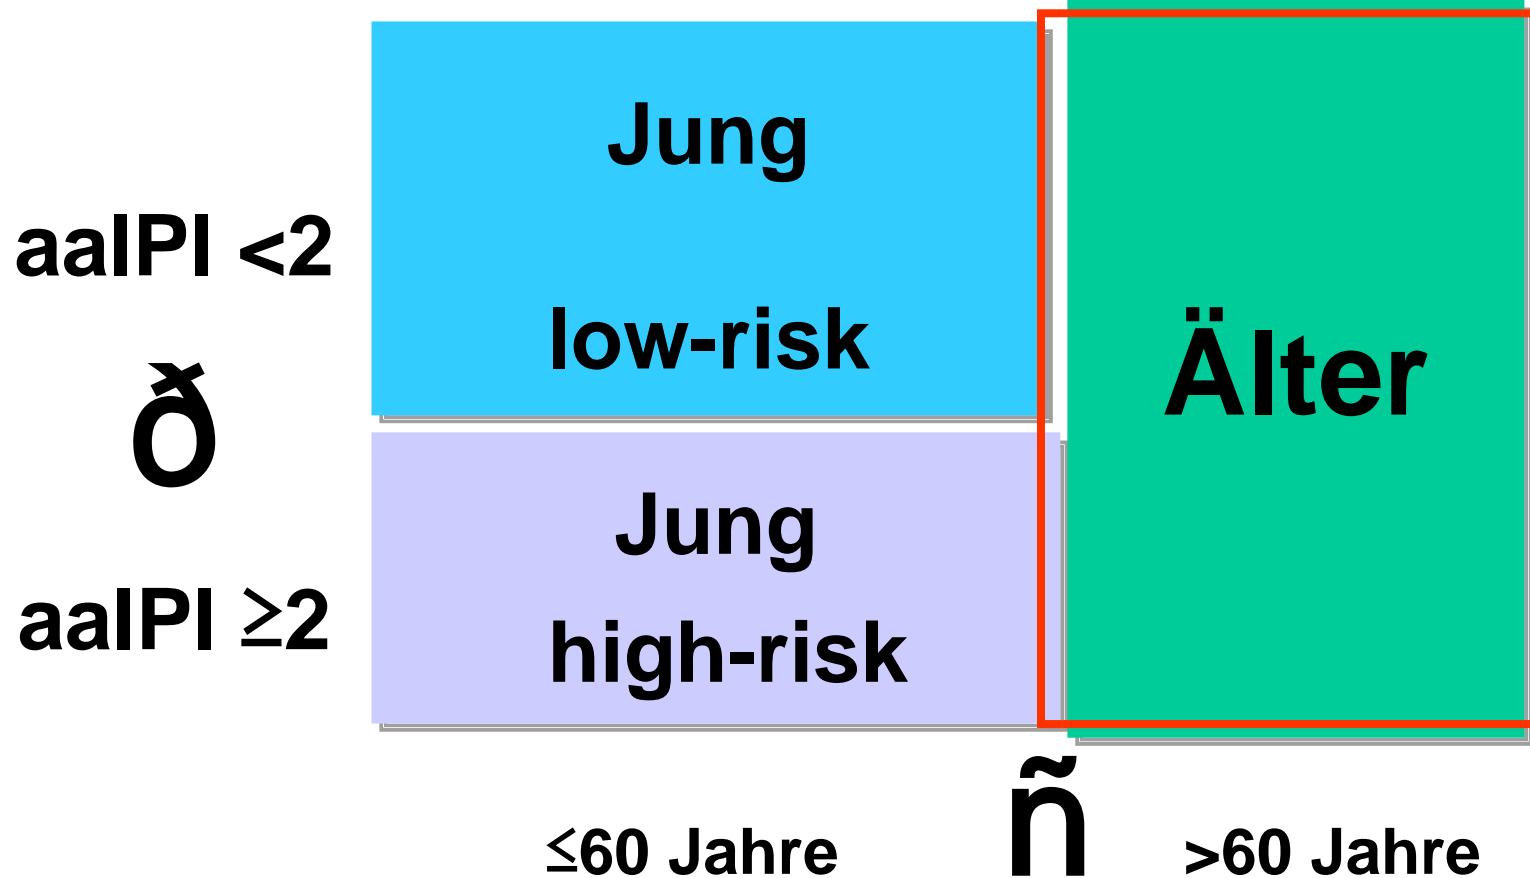 Jung
aaIPI <2
low-risk
Älter
ð
Jung
aaIPI ≥2
high-risk
ñ
≤60 Jahre
>60 Jahre